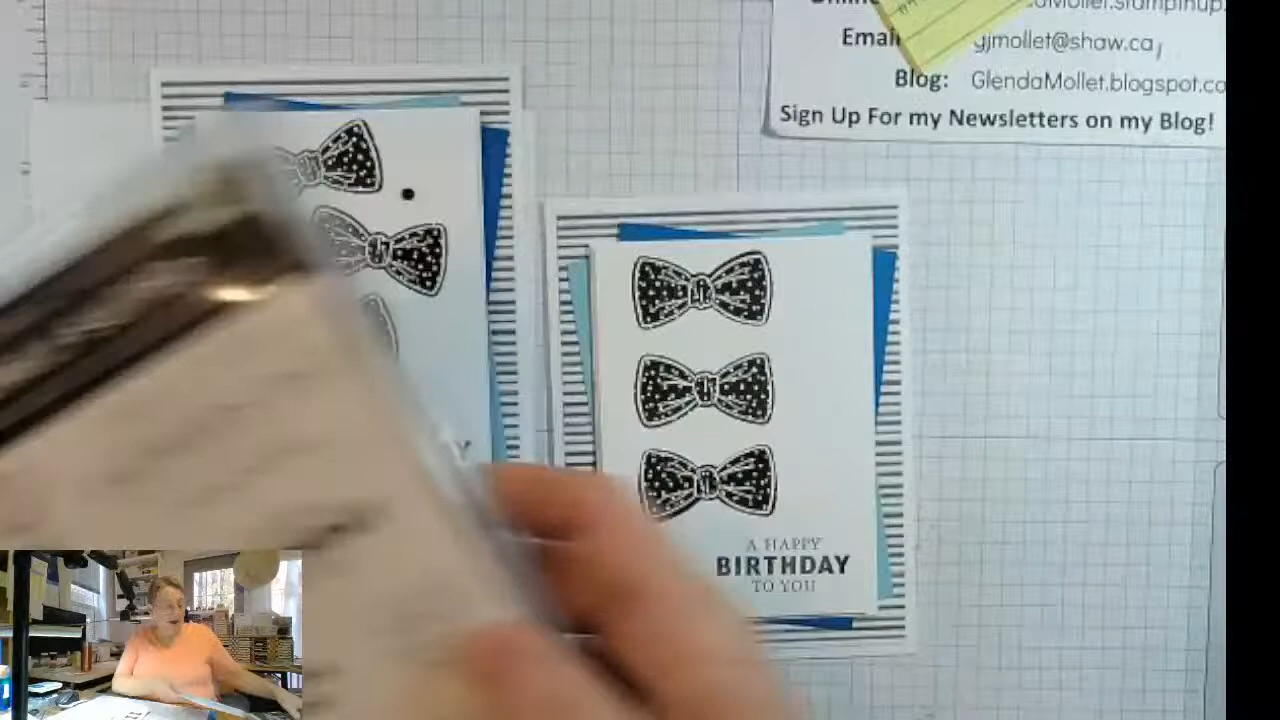 gjmollet@shaw.ca
Blog: GlendaMollet.blogspot.co
Sign Up For my Newsletters on my Blog!
A HAPPY
BIRTHDAY
TO YOU